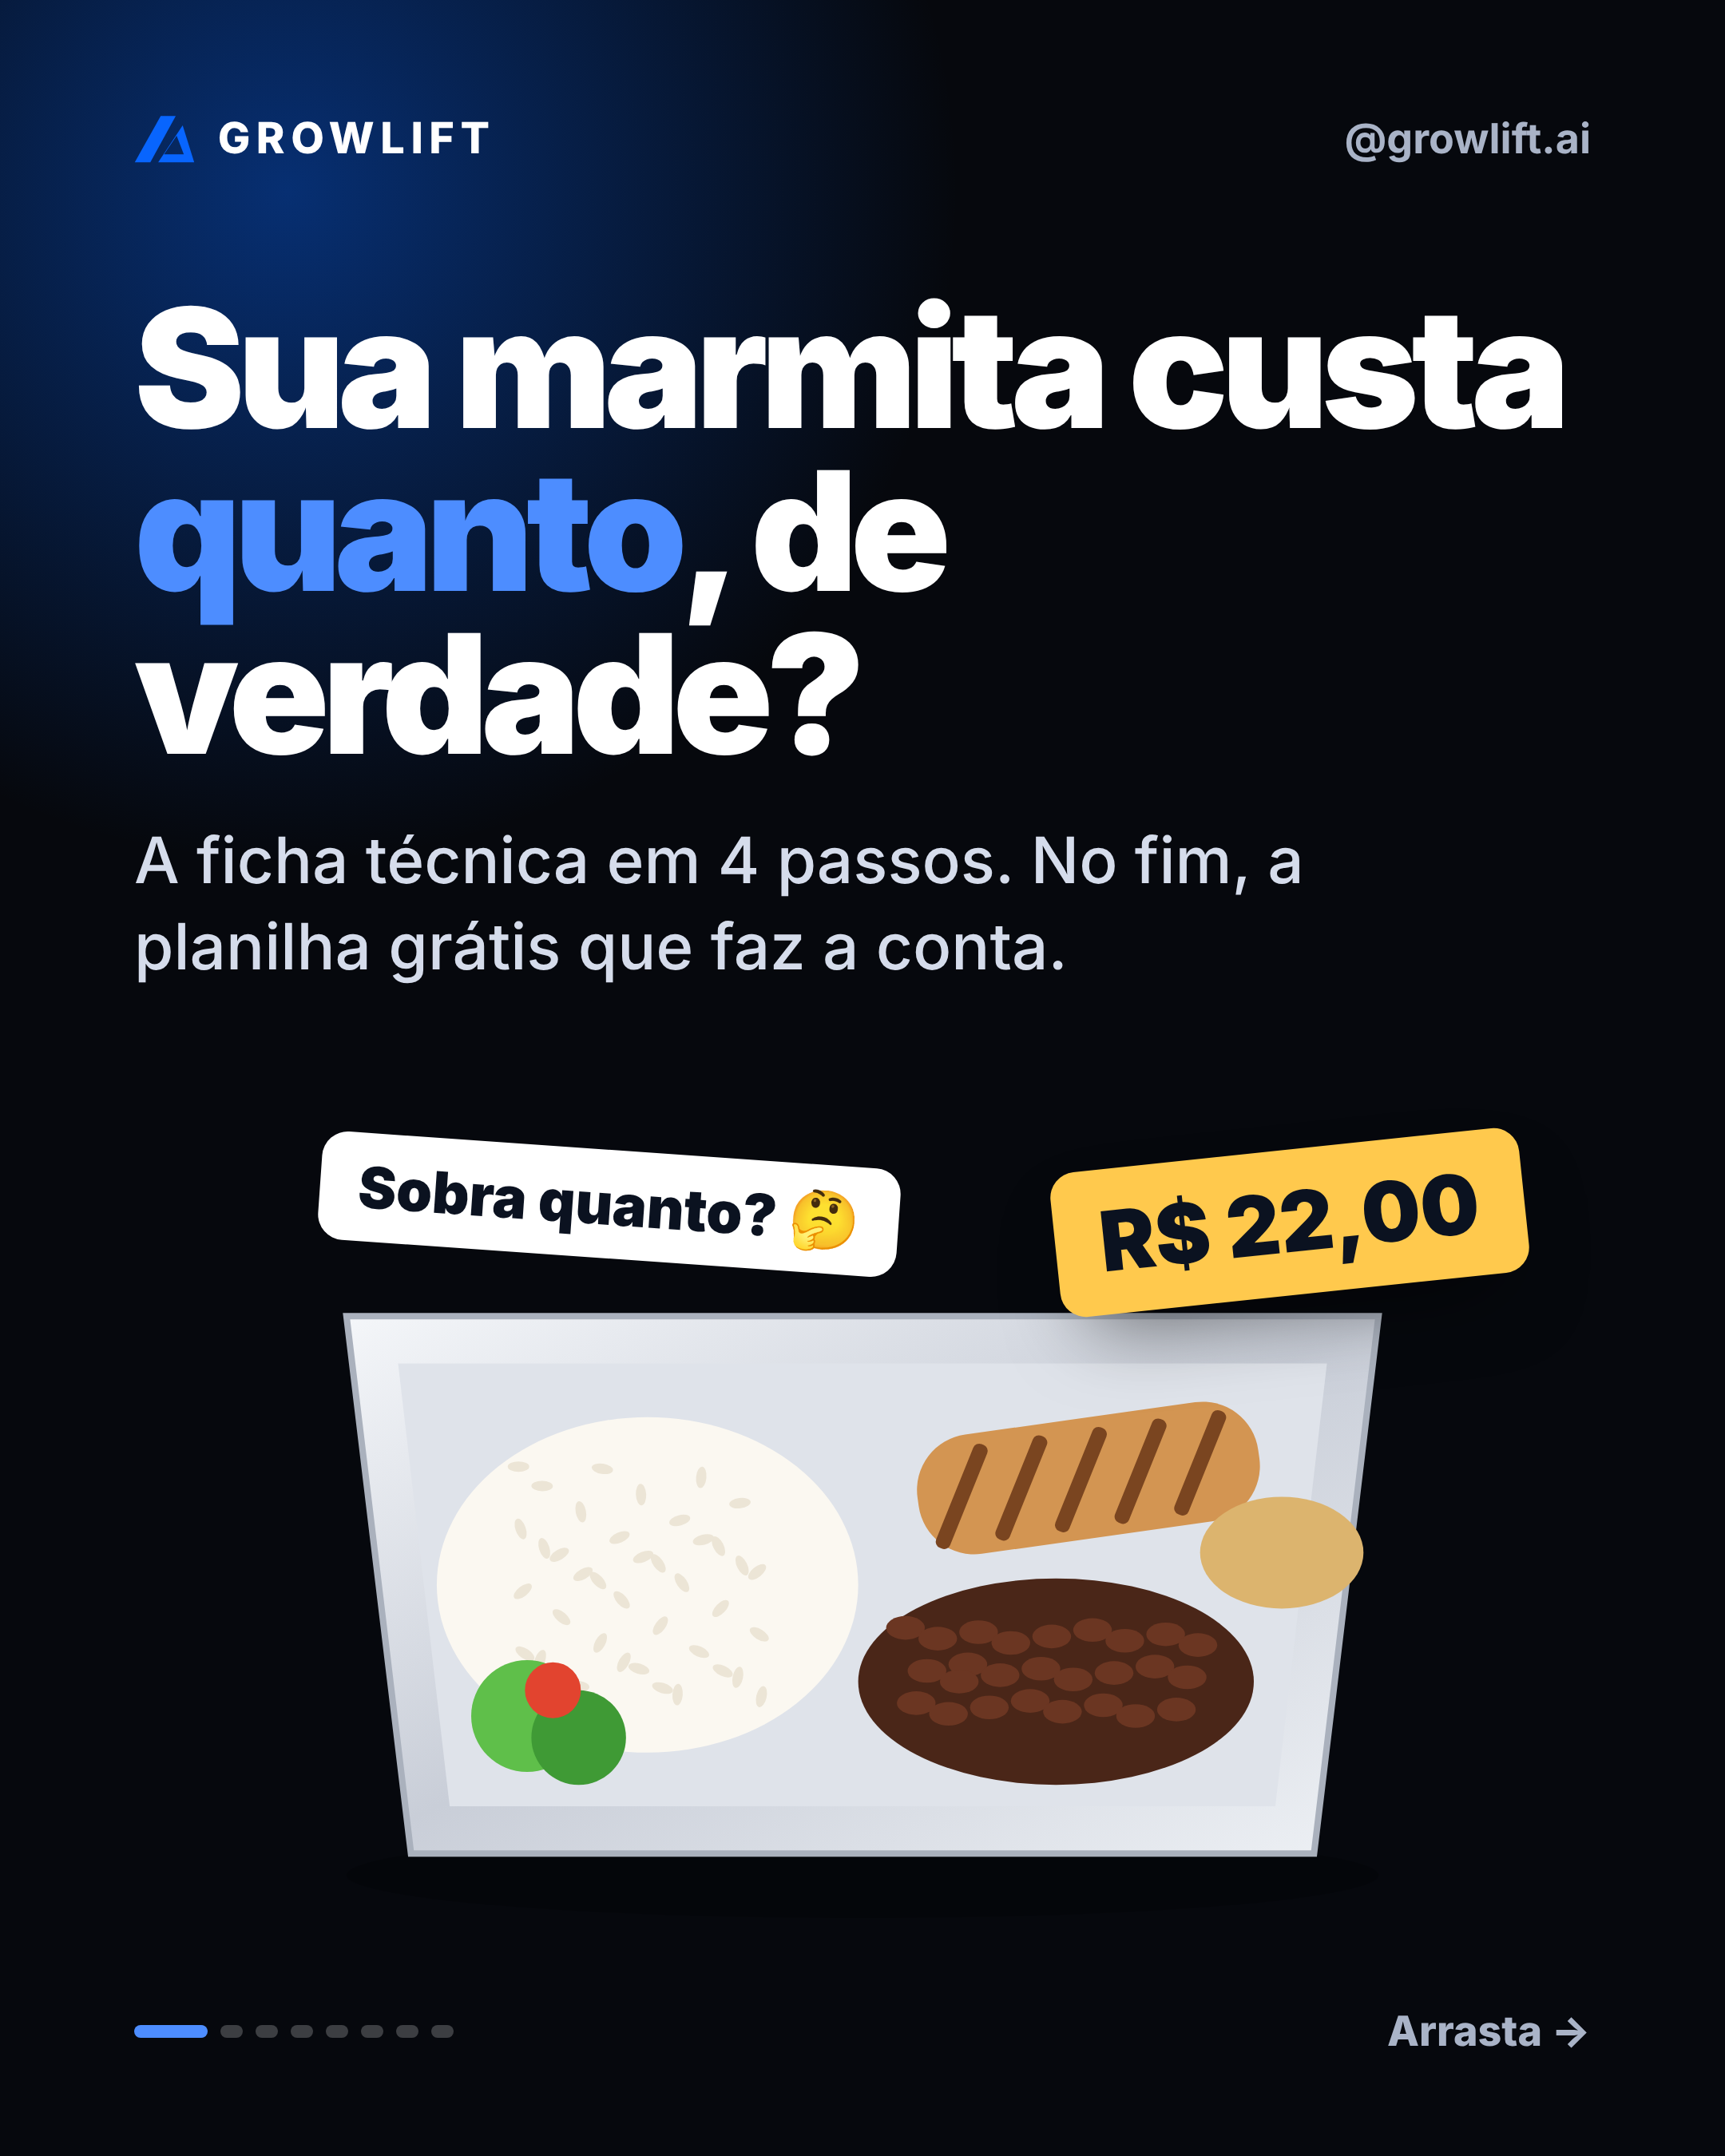 GROWLIFT
@growlift.ai
Sua marmita custa
quanto, de
verdade?
A ficha técnica em 4 passos. No fim, a
planilha grátis que faz a conta.
Sobra quanto? 🤔
R$ 22,00
Arrasta →